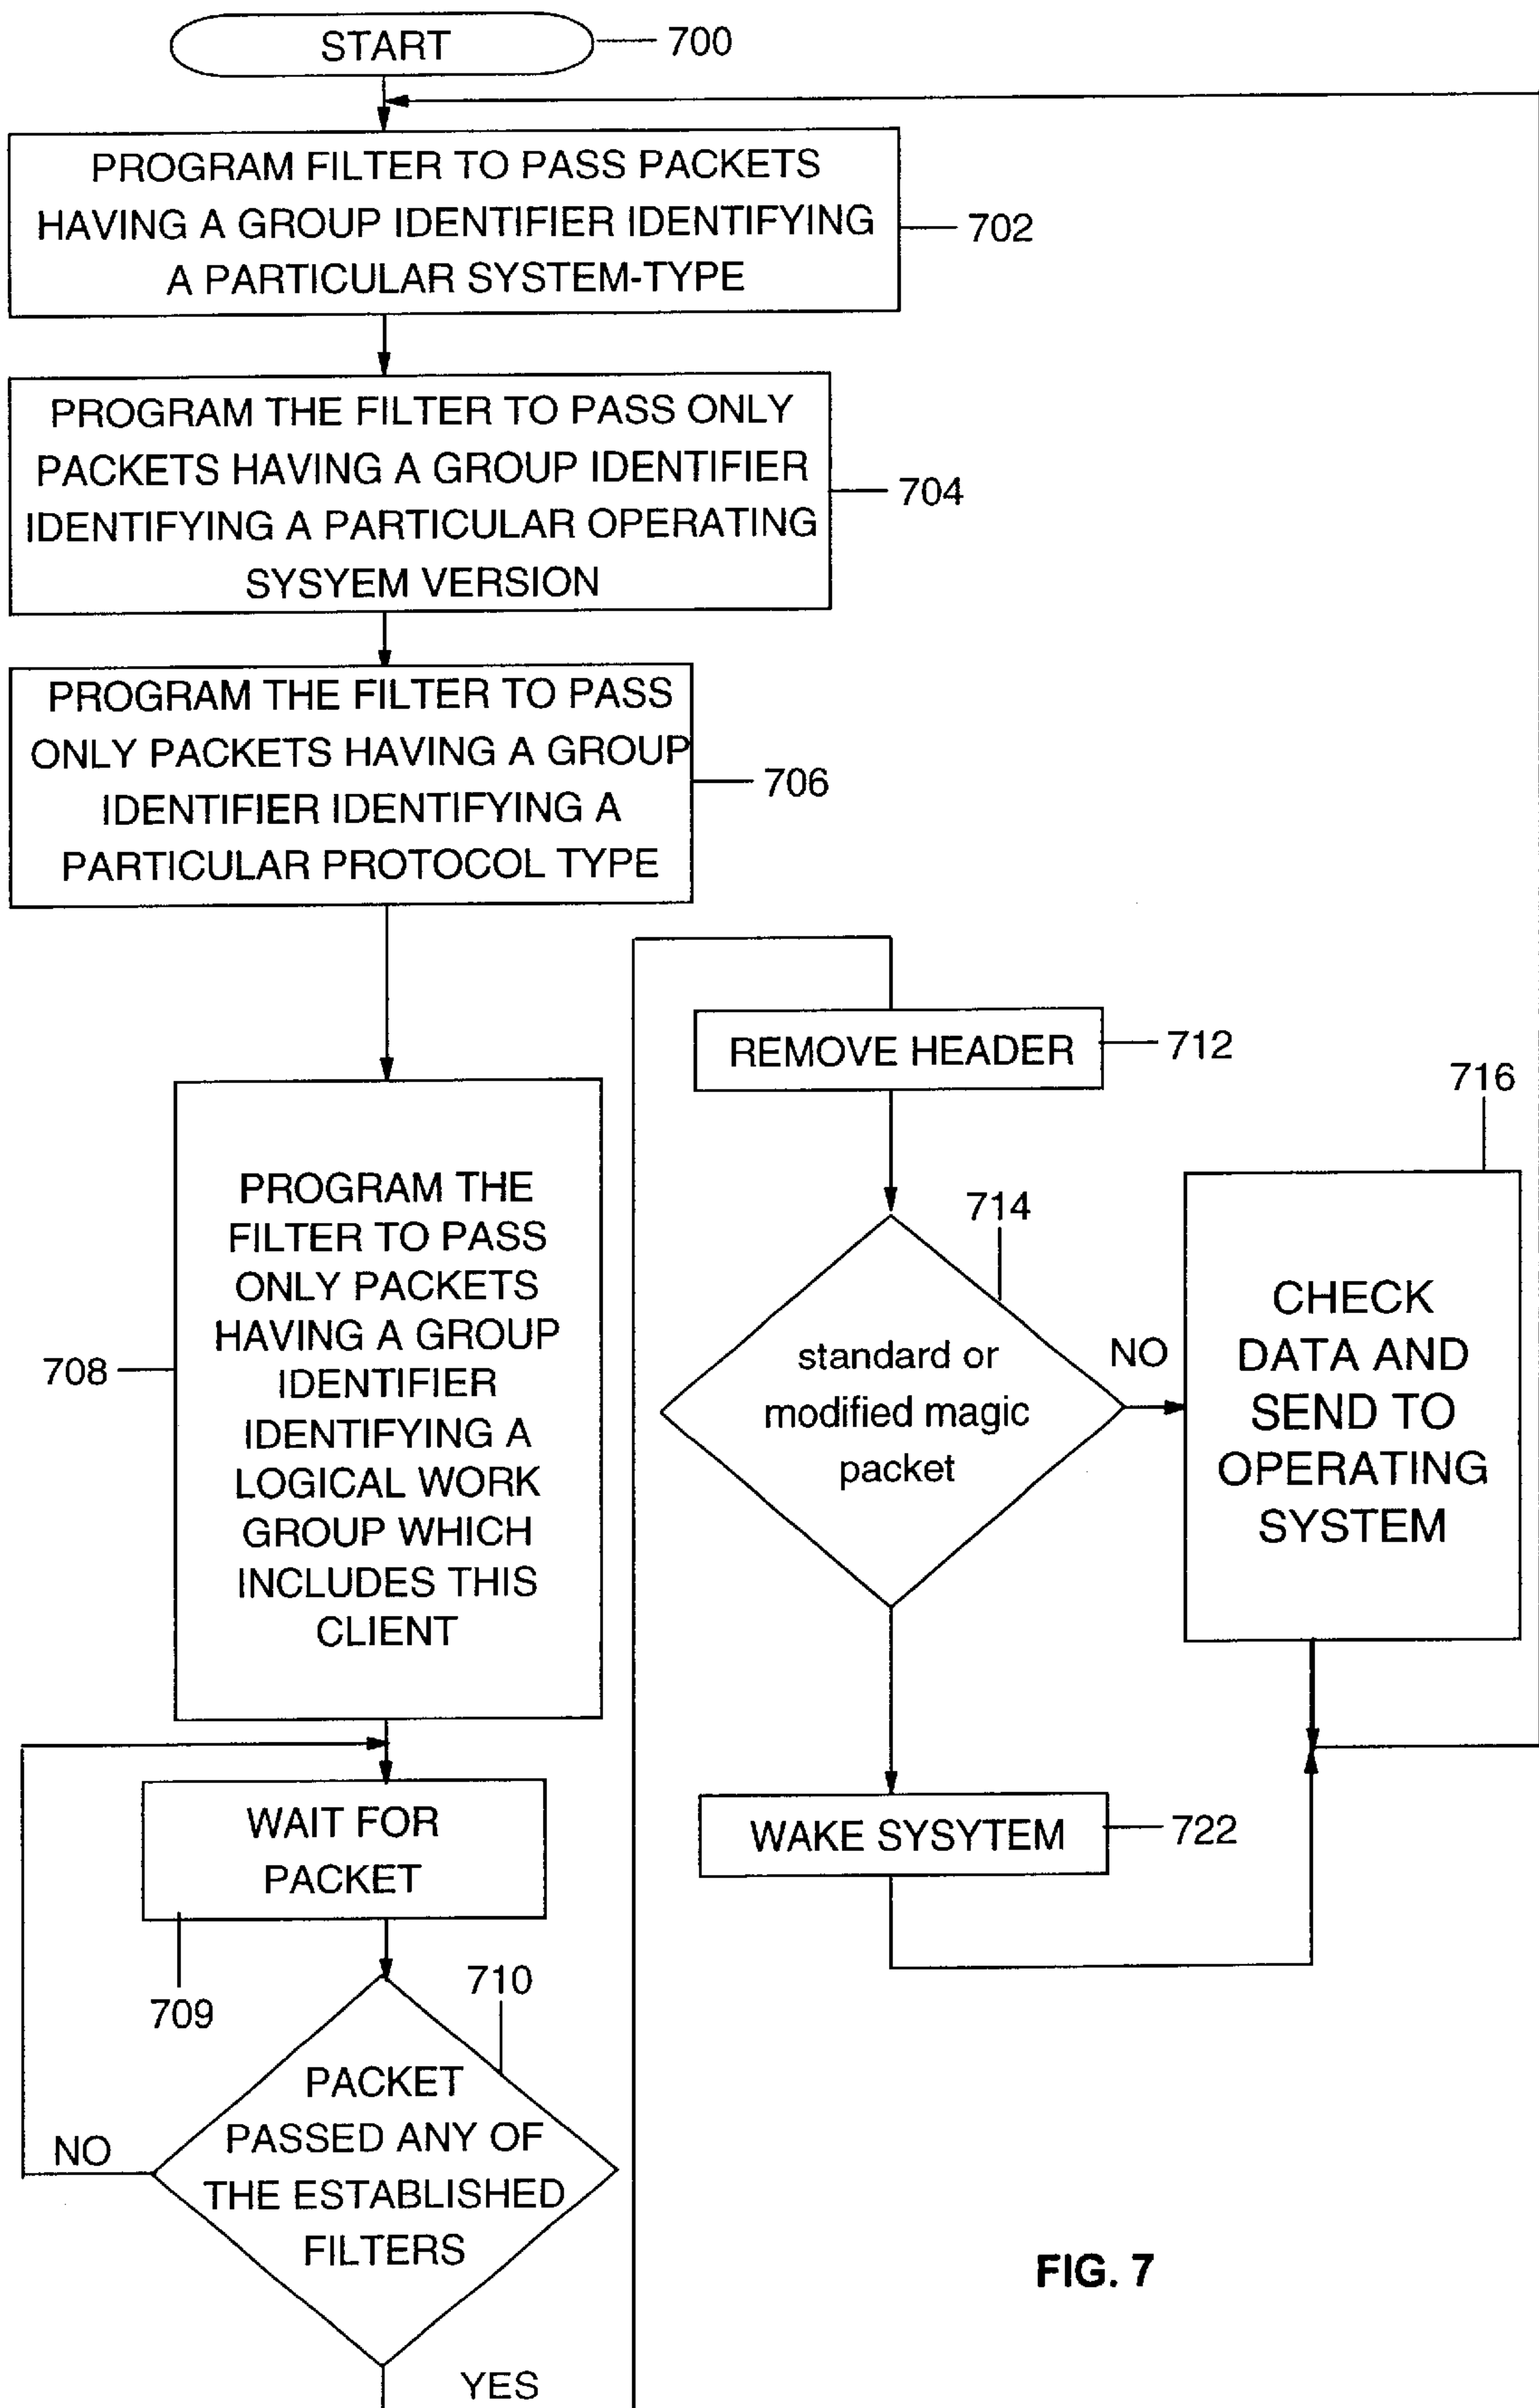 START
700
PROGRAM FILTER TO PASS PACKETS
HAVING A GROUP IDENTIFIER IDENTIFYING
A PARTICULAR SYSTEM-TYPE
702
PROGRAM THE FILTER TO PASS ONLY
PACKETS HAVING A GROUP IDENTIFIER
IDENTIFYING A PARTICULAR OPERATING
SYSYEM VERSION
704
PROGRAM THE FILTER TO PASS
ONLY PACKETS HAVING A GROUP
IDENTIFIER IDENTIFYING A
PARTICULAR PROTOCOL TYPE
706
PROGRAM THE
FILTER TO PASS
ONLY PACKETS
HAVING A GROUP
IDENTIFIER
IDENTIFYING A
LOGICAL WORK
GROUP WHICH
INCLUDES THIS
CLIENT
708
WAIT FOR
PACKET
709
710
PACKET
PASSED ANY OF
THE ESTABLISHED
FILTERS
NO
YES
REMOVE HEADER
712
714
standard or
modified magic
packet
NO
716
CHECK
DATA AND
SEND TO
OPERATING
SYSTEM
WAKE SYSYTEM
722
FIG. 7